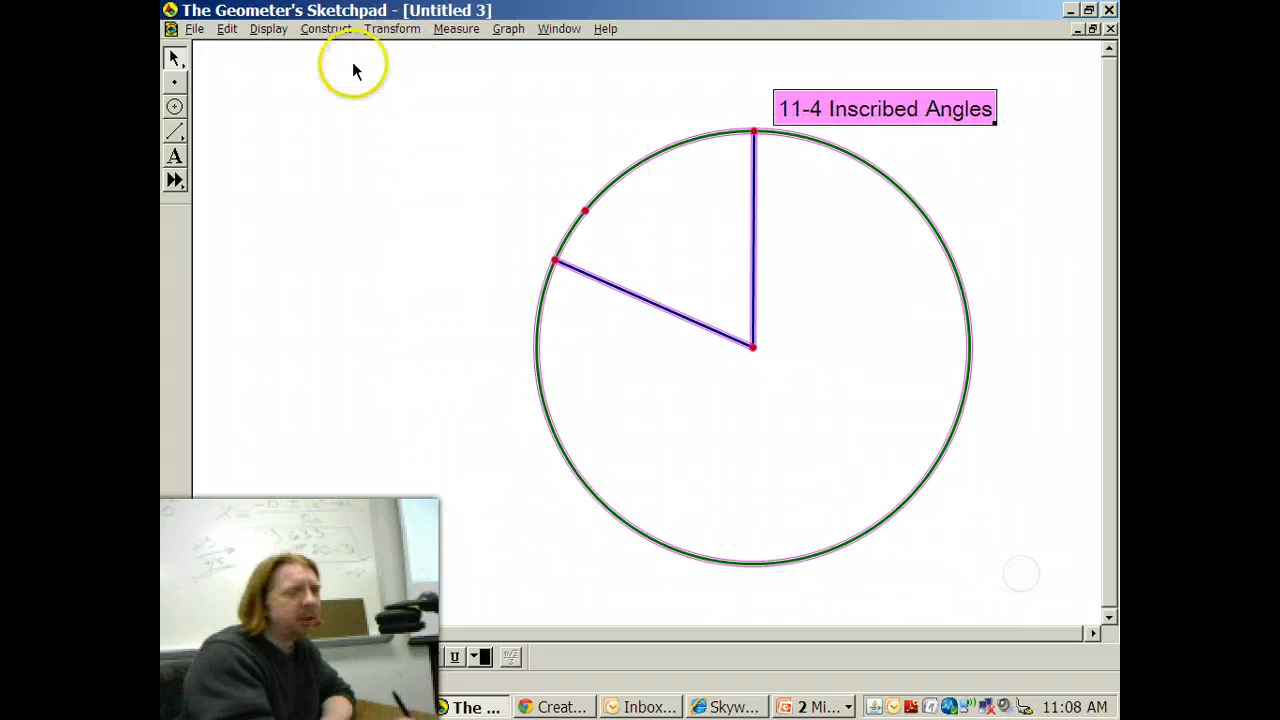 The Geometer's Sketchpad - [Untitled 3]
File Edit Display Construct Transform Measure Graph Window Help
A
11-4 Inscribed Angles
U
The ... Creat... Inbox... Skyw... 2 Mi... 11:08 AM